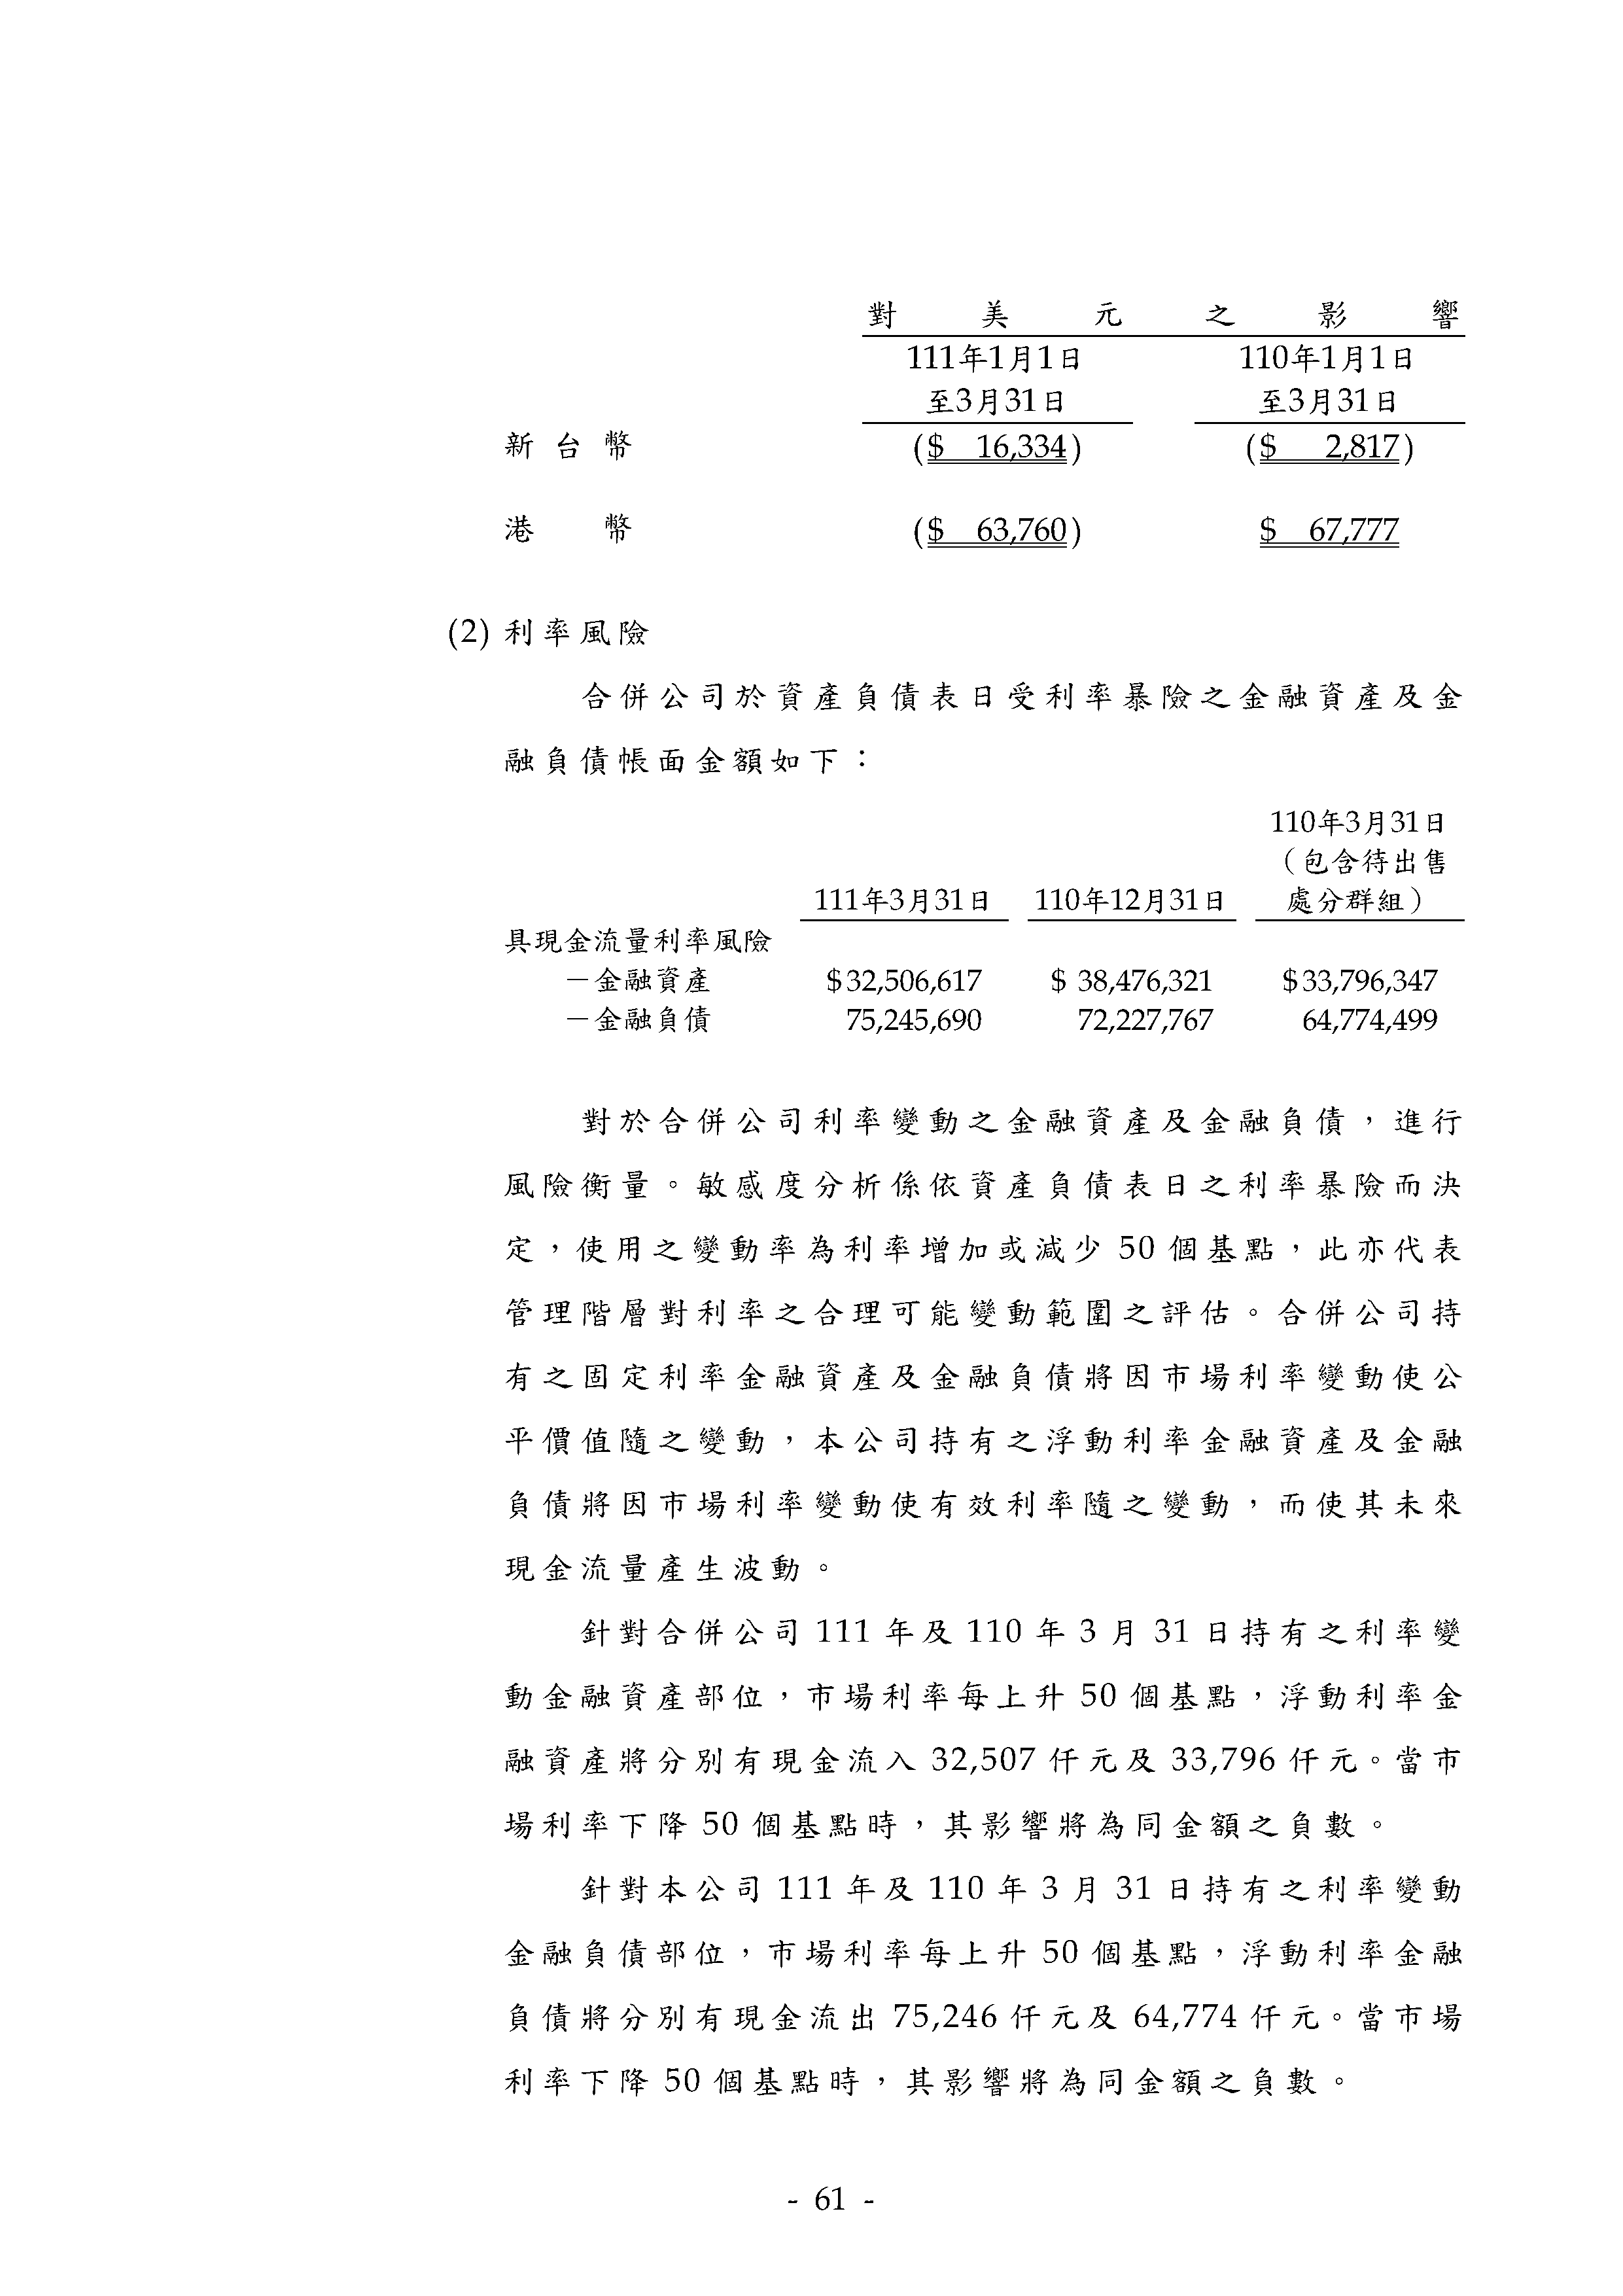 對美元之影響
111年1月1日 110年1月1日
至3月31日 至3月31日
新台幣 ($ 16,334) ($ 2,817)
港幣 ($ 63,760) $ 67,777
(2) 利率風險
合併公司於資產負債表日受利率暴險之金融資產及金
融負債帳面金額如下：
110年3月31日
（包含待出售
111年3月31日 110年12月31日 處分群組）
具現金流量利率風險
－金融資產 $32,506,617 $ 38,476,321 $33,796,347
－金融負債 75,245,690 72,227,767 64,774,499
對於合併公司利率變動之金融資產及金融負債，進行
風險衡量。敏感度分析係依資產負債表日之利率暴險而決
定，使用之變動率為利率增加或減少 50 個基點，此亦代表
管理階層對利率之合理可能變動範圍之評估。合併公司持
有之固定利率金融資產及金融負債將因市場利率變動使公
平價值隨之變動，本公司持有之浮動利率金融資產及金融
負債將因市場利率變動使有效利率隨之變動，而使其未來
現金流量產生波動。
針對合併公司 111 年及 110 年 3 月 31 日持有之利率變
動金融資產部位，市場利率每上升 50 個基點，浮動利率金
融資產將分別有現金流入 32,507 仟元及 33,796 仟元。當市
場利率下降 50 個基點時，其影響將為同金額之負數。
針對本公司 111 年及 110 年 3 月 31 日持有之利率變動
金融負債部位，市場利率每上升 50 個基點，浮動利率金融
負債將分別有現金流出 75,246 仟元及 64,774 仟元。當市場
利率下降 50 個基點時，其影響將為同金額之負數。
- 61 -